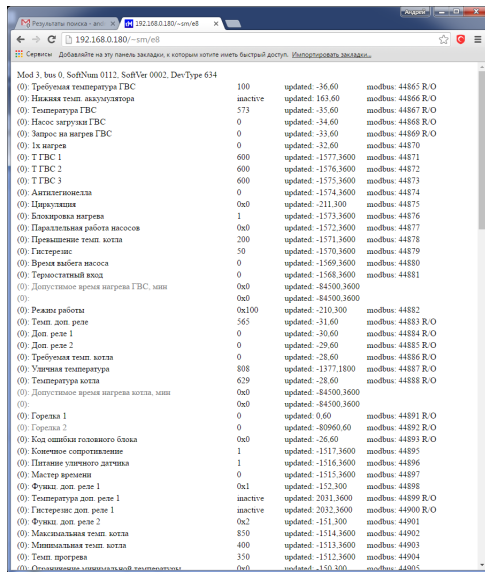 Андрей
Результаты поиска - andr
192.168.0.180/~sm/e8
192.168.0.180/~sm/e8
Сервисы Добавляйте на эту панель закладки, к которым хотите иметь быстрый доступ. Импортировать закладки...
Mod 3, bus 0, SoftNum 0112, SoftVer 0002, DevType 634
(0): Требуемая температура ГВС 100 updated: -36,60 modbus: 44865 R/O
(0): Нижняя темп. аккумулятора inactive updated: 163,60 modbus: 44866 R/O
(0): Температура ГВС 573 updated: -35,60 modbus: 44867 R/O
(0): Насос загрузки ГВС 0 updated: -34,60 modbus: 44868 R/O
(0): Запрос на нагрев ГВС 0 updated: -33,60 modbus: 44869 R/O
(0): 1x нагрев 0 updated: -32,60 modbus: 44870
(0): Т ГВС 1 600 updated: -1577,3600 modbus: 44871
(0): Т ГВС 2 600 updated: -1576,3600 modbus: 44872
(0): Т ГВС 3 600 updated: -1575,3600 modbus: 44873
(0): Антилегионелла 0 updated: -1574,3600 modbus: 44874
(0): Циркуляция 0x0 updated: -211,300 modbus: 44875
(0): Блокировка нагрева 1 updated: -1573,3600 modbus: 44876
(0): Параллельная работа насосов 0x0 updated: -1572,3600 modbus: 44877
(0): Превышение темп. котла 200 updated: -1571,3600 modbus: 44878
(0): Гистерезис 50 updated: -1570,3600 modbus: 44879
(0): Время выбега насоса 0 updated: -1569,3600 modbus: 44880
(0): Термостатный вход 0 updated: -1568,3600 modbus: 44881
(0): Допустимое время нагрева ГВС, мин 0x0 updated: -84500,3600
(0): 0x0 updated: -84500,3600
(0): Режим работы 0x100 updated: -210,300 modbus: 44882
(0): Темп. доп. реле 565 updated: -31,60 modbus: 44883 R/O
(0): Доп. реле 1 0 updated: -30,60 modbus: 44884 R/O
(0): Доп. реле 2 0 updated: -29,60 modbus: 44885 R/O
(0): Требуемая темп. котла 0 updated: -28,60 modbus: 44886 R/O
(0): Уличная температура 808 updated: -1377,1800 modbus: 44887 R/O
(0): Температура котла 629 updated: -28,60 modbus: 44888 R/O
(0): Допустимое время нагрева котла, мин 0x0 updated: -84500,3600
(0): 0x0 updated: -84500,3600
(0): Горелка 1 0 updated: 0,60 modbus: 44891 R/O
(0): Горелка 2 0 updated: -80960,60 modbus: 44892 R/O
(0): Код ошибки головного блока 0x0 updated: -26,60 modbus: 44893 R/O
(0): Конечное сопротивление 1 updated: -1517,3600 modbus: 44895
(0): Питание уличного датчика 1 updated: -1516,3600 modbus: 44896
(0): Мастер времени 0 updated: -1515,3600 modbus: 44897
(0): Функц. доп. реле 1 0x1 updated: -152,300 modbus: 44898
(0): Температура доп. реле 1 inactive updated: 2031,3600 modbus: 44899 R/O
(0): Гистерезис доп. реле 1 inactive updated: 2032,3600 modbus: 44900 R/O
(0): Функц. доп. реле 2 0x2 updated: -151,300 modbus: 44901
(0): Максимальная темп. котла 850 updated: -1514,3600 modbus: 44902
(0): Минимальная темп. котла 400 updated: -1513,3600 modbus: 44903
(0): Темп. прогрева 350 updated: -1512,3600 modbus: 44904
(0): Ограничение минимальной температуры 0x0 updated: -150,300 modbus: 44905